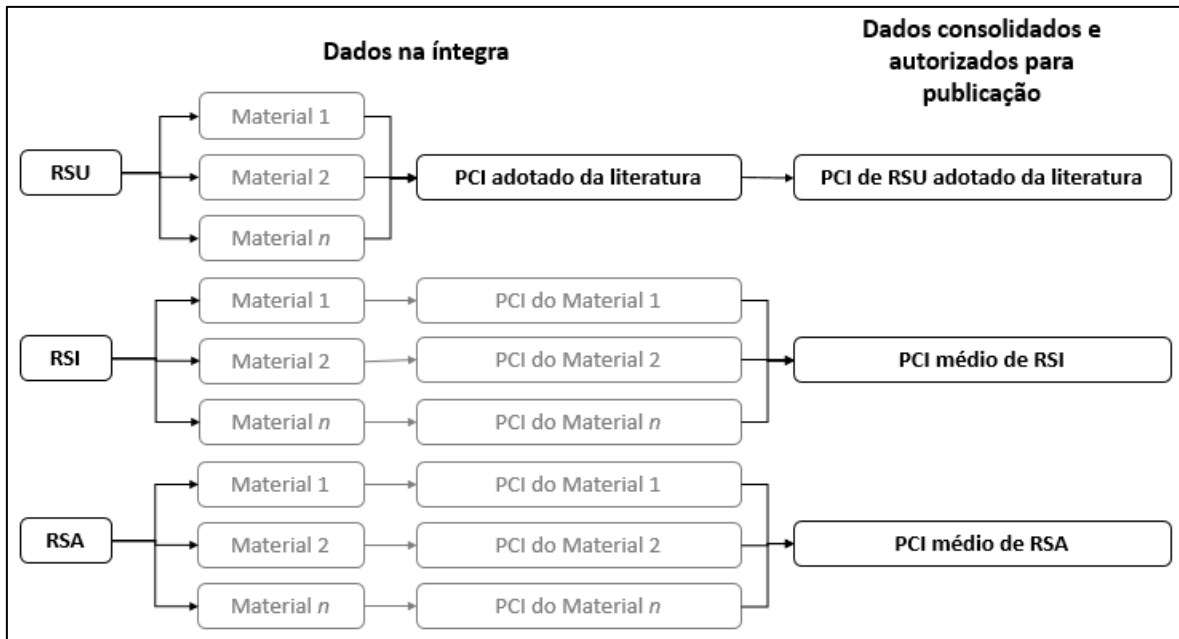 Dados na íntegra
Dados consolidados e
autorizados para
publicação
RSU
Material 1
Material 2
Material n
PCI adotado da literatura
PCI de RSU adotado da literatura
RSI
Material 1
PCI do Material 1
Material 2
PCI do Material 2
Material n
PCI do Material n
PCI médio de RSI
RSA
Material 1
PCI do Material 1
Material 2
PCI do Material 2
Material n
PCI do Material n
PCI médio de RSA